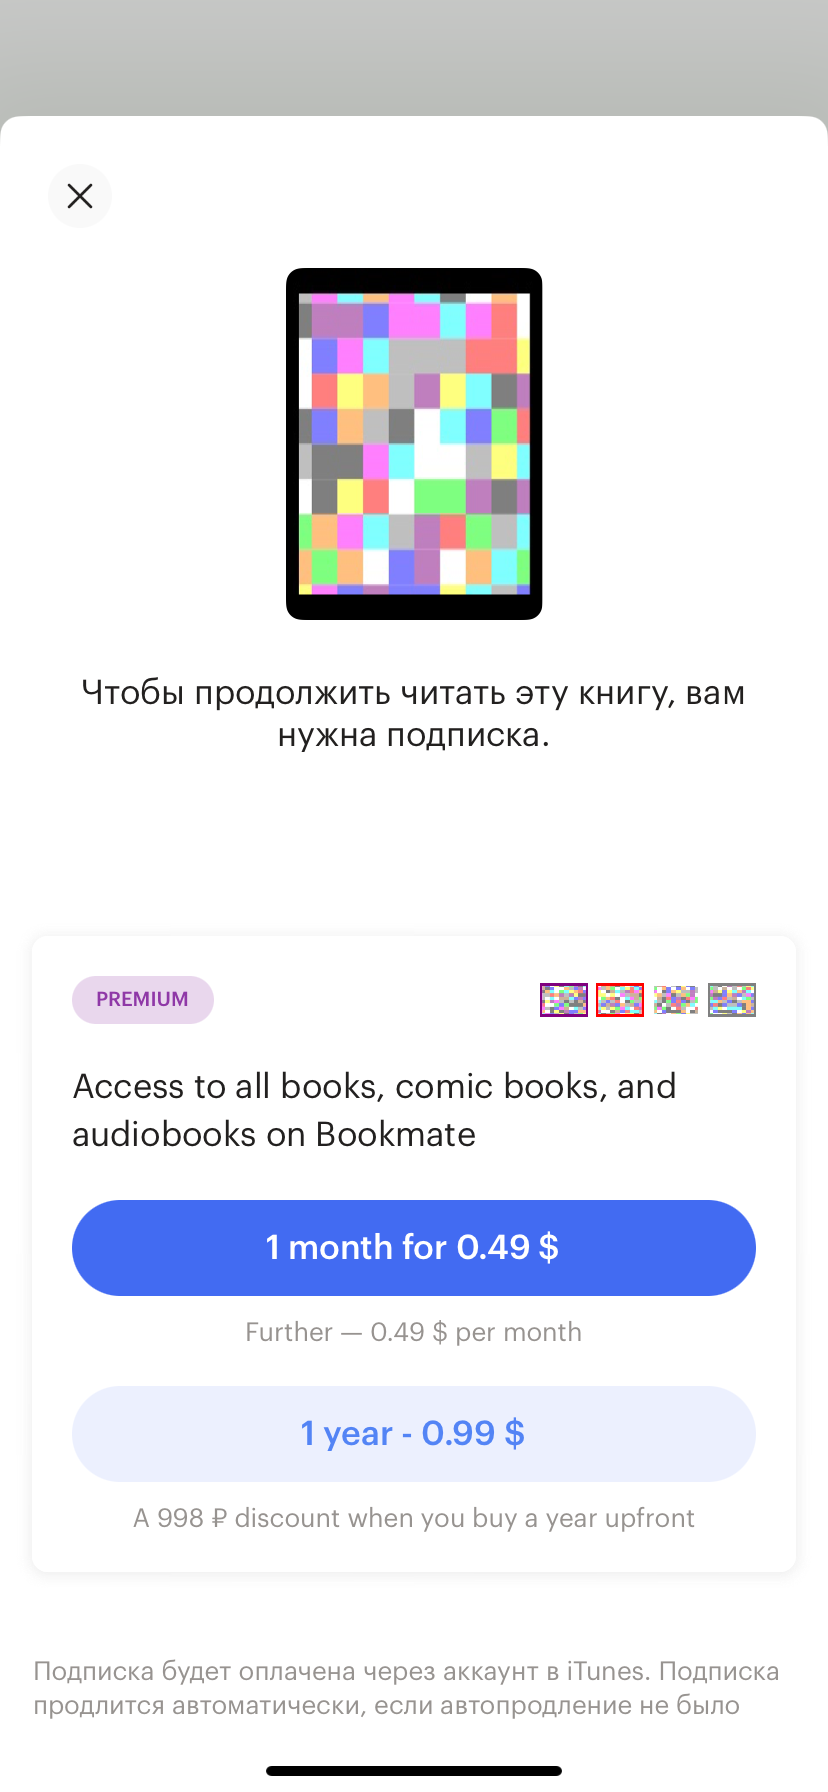 Чтобы продолжить читать эту книгу, вам
нужна подписка.
PREMIUM
Access to all books, comic books, and
audiobooks on Bookmate
1 month for 0.49 $
Further — 0.49 $ per month
1 year - 0.99 $
A 998 ₽ discount when you buy a year upfront
Подписка будет оплачена через аккаунт в iTunes. Подписка
продлится автоматически, если автопродление не было